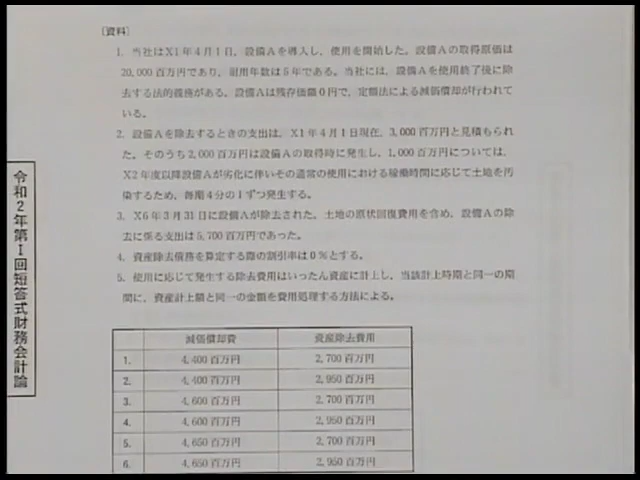 [資料]
1. 当社はX1年4月1日、設備Aを導入し、使用を開始した。設備Aの取得原価は
20,000百万円であり、耐用年数は5年である。当社には、設備Aを使用終了後に除
去する法的義務がある。設備Aは残存価額0円で、定額法による減価償却が行われて
いる。
2. 設備Aを除去するときの支出は、X1年4月1日現在、3,000百万円と見積もられ
た。そのうち2,000百万円は設備Aの取得時に発生し、1,000百万円については、
X2年度以降設備Aが劣化に伴いその通常の使用における稼働時間に応じて土地を汚
染するため、毎期4分の1ずつ発生する。
3. X6年3月31日に設備Aが除去された。土地の原状回復費用を含め、設備Aの除
去に係る支出は5,700百万円であった。
4. 資産除去債務を算定する際の割引率は0%とする。
5. 使用に応じて発生する除去費用はいったん資産に計上し、当該計上時期と同一の期
間に、資産計上額と同一の金額を費用処理する方法による。
減価償却費 資産除去費用
1. 4,400百万円 2,700百万円
2. 4,400百万円 2,950百万円
3. 4,600百万円 2,700百万円
4. 4,600百万円 2,950百万円
5. 4,650百万円 2,700百万円
6. 4,650百万円 2,950百万円
令和2年第Ⅰ回短答式財務会計論